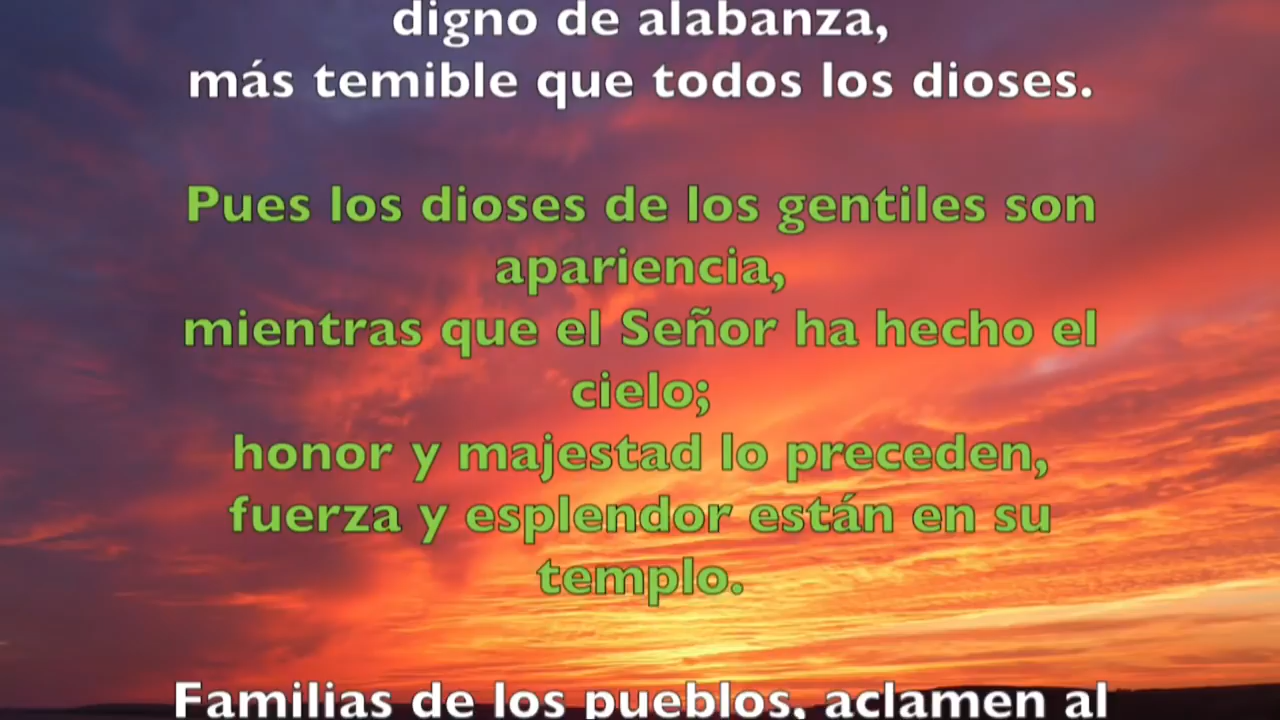 digno de alabanza,
más temible que todos los dioses.
Pues los dioses de los gentiles son
apariencia,
mientras que el Señor ha hecho el
cielo;
honor y majestad lo preceden,
fuerza y esplendor están en su
templo.
Familias de los pueblos, aclamen al